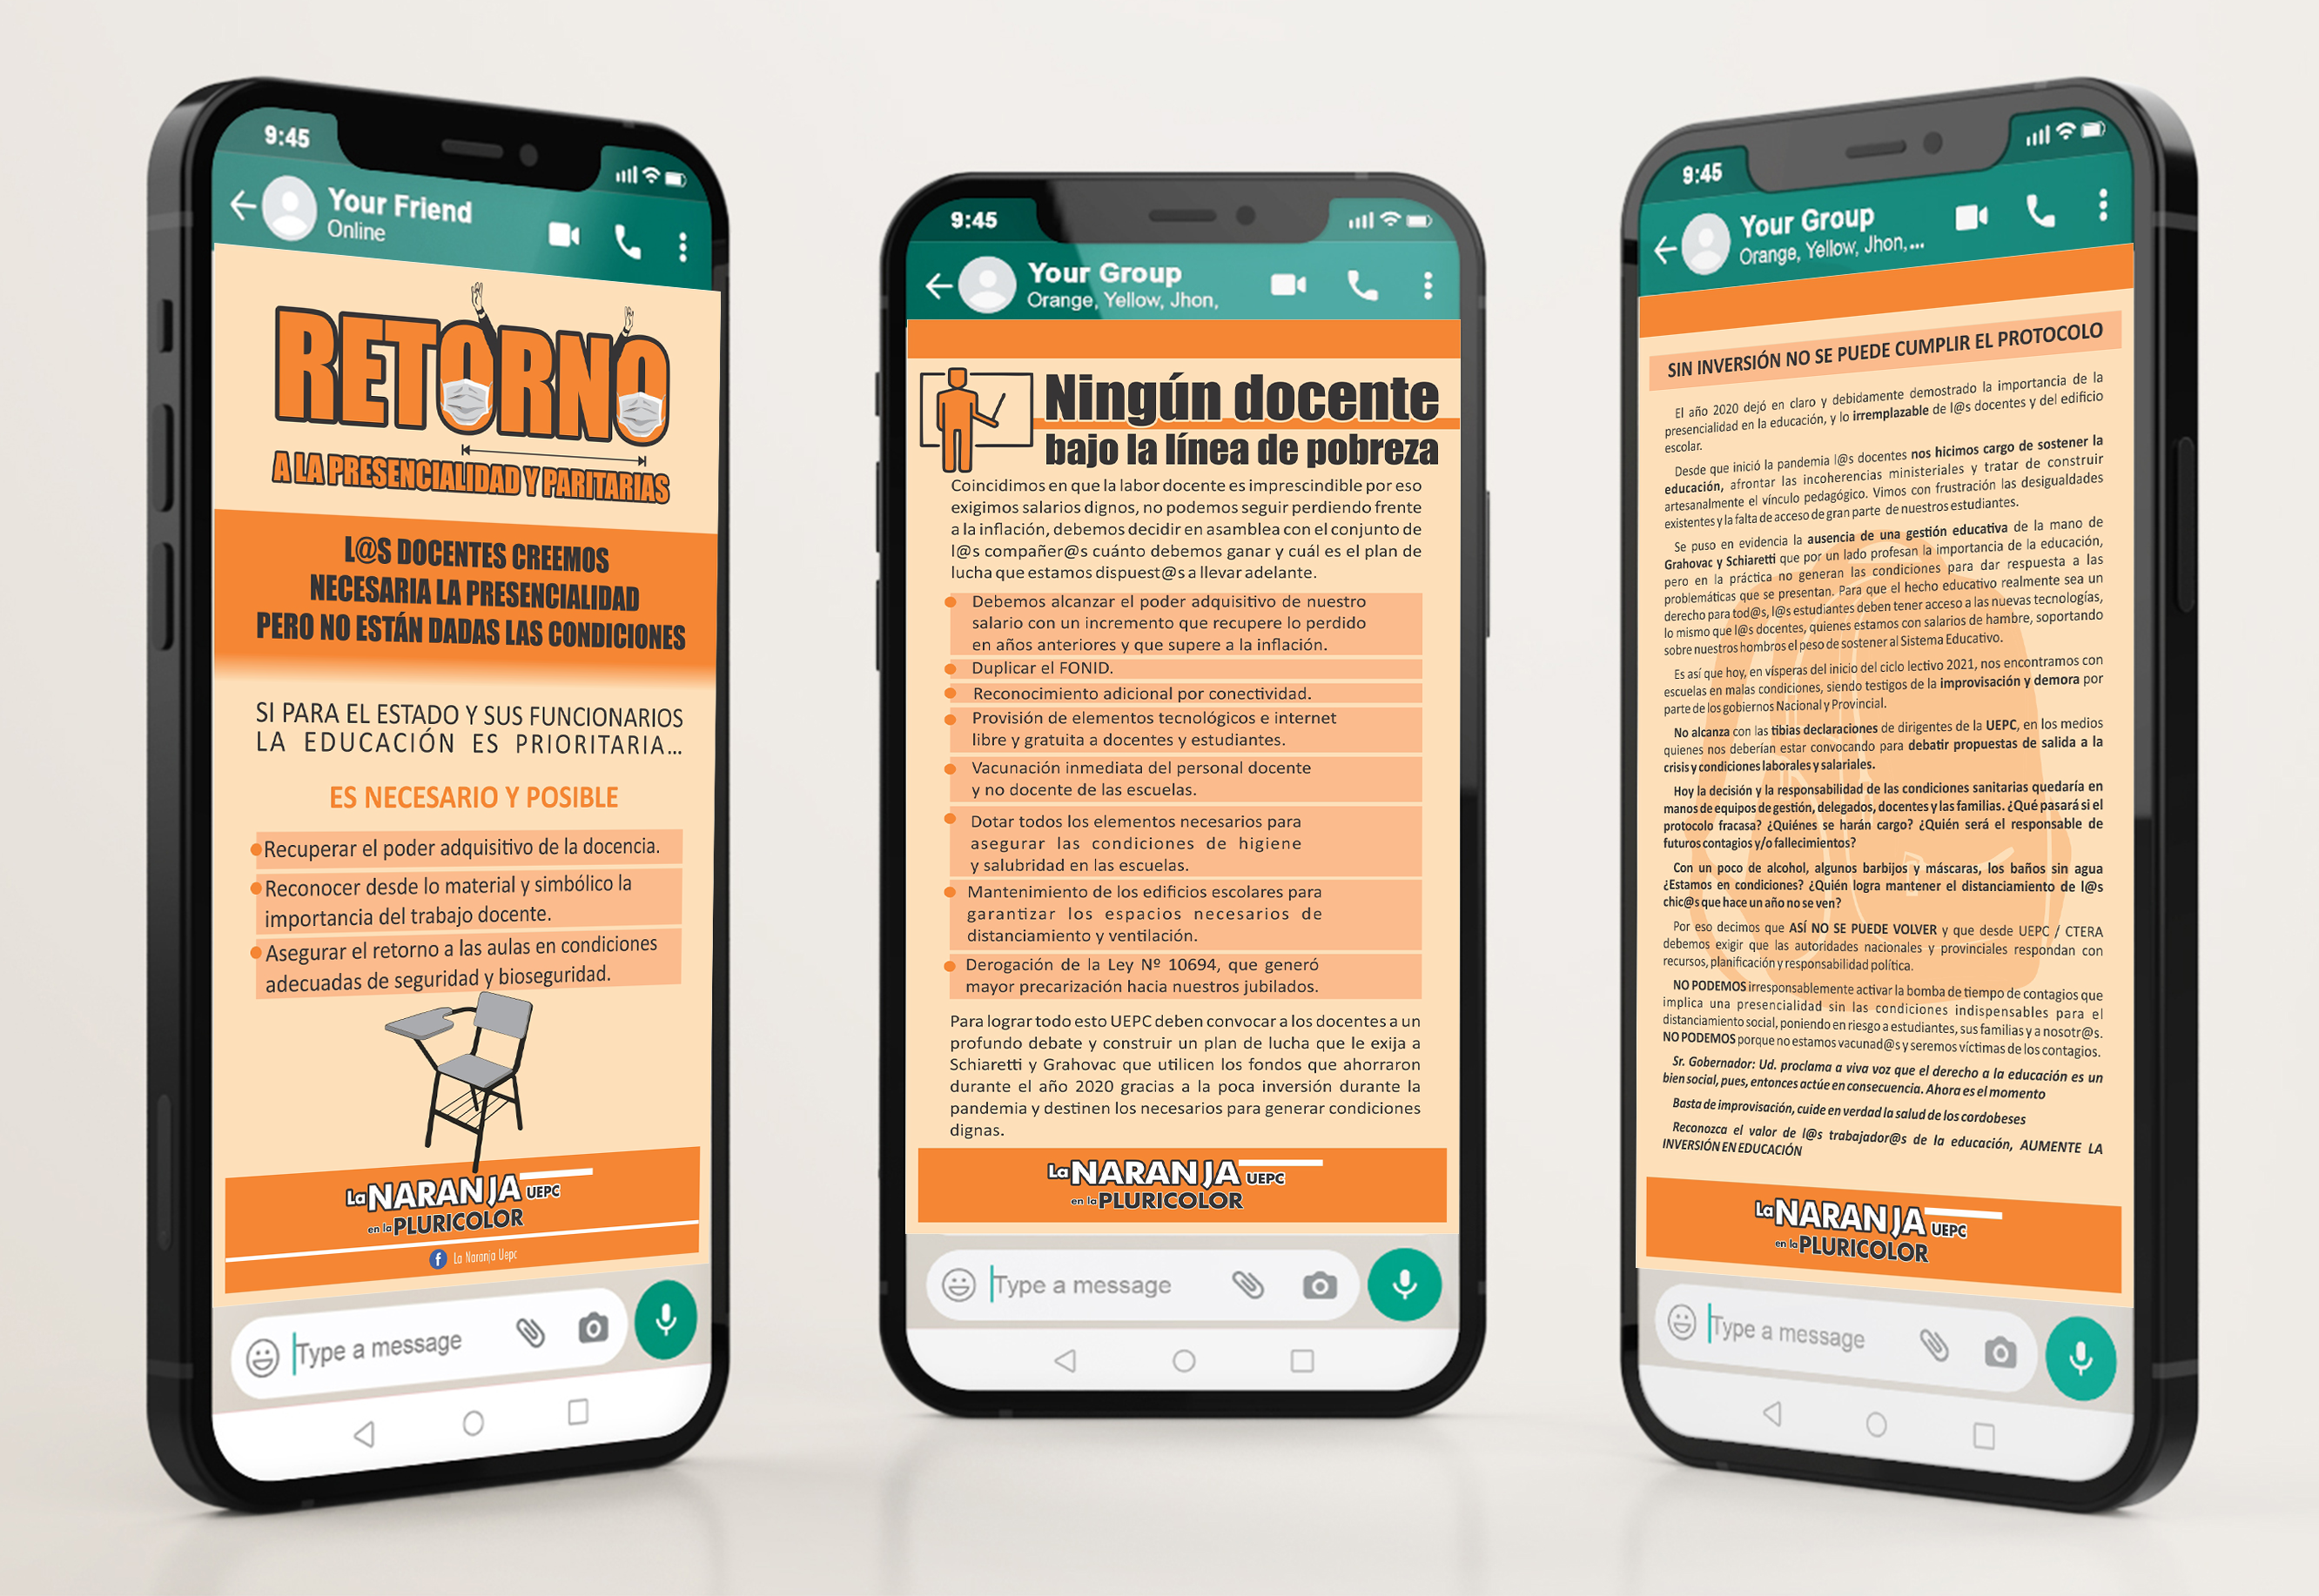 9:45
Your Friend
Online
RETORNO
A LA PRESENCIALIDAD Y PARITARIAS
L@S DOCENTES CREEMOS
NECESARIA LA PRESENCIALIDAD
PERO NO ESTÁN DADAS LAS CONDICIONES
SI PARA EL ESTADO Y SUS FUNCIONARIOS
LA EDUCACIÓN ES PRIORITARIA...
ES NECESARIO Y POSIBLE
Recuperar el poder adquisitivo de la docencia.
Reconocer desde lo material y simbólico la
importancia del trabajo docente.
Asegurar el retorno a las aulas en condiciones
adecuadas de seguridad y bioseguridad.
La NARANJA UEPC
en la PLURICOLOR
f La Naranja Uepc
Type a message
9:45
Your Group
Orange, Yellow, Jhon,
Ningún docente
bajo la línea de pobreza
Coincidimos en que la labor docente es imprescindible por eso
exigimos salarios dignos, no podemos seguir perdiendo frente
a la inflación, debemos decidir en asamblea con el conjunto de
l@s compañer@s cuánto debemos ganar y cuál es el plan de
lucha que estamos dispuest@s a llevar adelante.
Debemos alcanzar el poder adquisitivo de nuestro
salario con un incremento que recupere lo perdido
en años anteriores y que supere a la inflación.
Duplicar el FONID.
Reconocimiento adicional por conectividad.
Provisión de elementos tecnológicos e internet
libre y gratuita a docentes y estudiantes.
Vacunación inmediata del personal docente
y no docente de las escuelas.
Dotar todos los elementos necesarios para
asegurar las condiciones de higiene
y salubridad en las escuelas.
Mantenimiento de los edificios escolares para
garantizar los espacios necesarios de
distanciamiento y ventilación.
Derogación de la Ley Nº 10694, que generó
mayor precarización hacia nuestros jubilados.
Para lograr todo esto UEPC deben convocar a los docentes a un
profundo debate y construir un plan de lucha que le exija a
Schiaretti y Grahovac que utilicen los fondos que ahorraron
durante el año 2020 gracias a la poca inversión durante la
pandemia y destinen los necesarios para generar condiciones
dignas.
La NARANJA UEPC
en la PLURICOLOR
Type a message
9:45
Your Group
Orange, Yellow, Jhon,...
SIN INVERSIÓN NO SE PUEDE CUMPLIR EL PROTOCOLO
El año 2020 dejó en claro y debidamente demostrado la importancia de la
presencialidad en la educación, y lo irremplazable de l@s docentes y del edificio
escolar.
Desde que inició la pandemia l@s docentes nos hicimos cargo de sostener la
educación, afrontar las incoherencias ministeriales y tratar de construir
artesanalmente el vínculo pedagógico. Vimos con frustración las desigualdades
existentes y la falta de acceso de gran parte de nuestros estudiantes.
Se puso en evidencia la ausencia de una gestión educativa de la mano de
Grahovac y Schiaretti que por un lado profesan la importancia de la educación,
pero en la práctica no generan las condiciones para dar respuesta a las
problemáticas que se presentan. Para que el hecho educativo realmente sea un
derecho para tod@s, l@s estudiantes deben tener acceso a las nuevas tecnologías,
lo mismo que l@s docentes, quienes estamos con salarios de hambre, soportando
sobre nuestros hombros el peso de sostener al Sistema Educativo.
Es así que hoy, en vísperas del inicio del ciclo lectivo 2021, nos encontramos con
escuelas en malas condiciones, siendo testigos de la improvisación y demora por
parte de los gobiernos Nacional y Provincial.
No alcanza con las tibias declaraciones de dirigentes de la UEPC, en los medios
quienes nos deberían estar convocando para debatir propuestas de salida a la
crisis y condiciones laborales y salariales.
Hoy la decisión y la responsabilidad de las condiciones sanitarias quedaría en
manos de equipos de gestión, delegados, docentes y las familias. ¿Qué pasará si el
protocolo fracasa? ¿Quiénes se harán cargo? ¿Quién será el responsable de
futuros contagios y/o fallecimientos?
Con un poco de alcohol, algunos barbijos y máscaras, los baños sin agua
¿Estamos en condiciones? ¿Quién logra mantener el distanciamiento de l@s
chic@s que hace un año no se ven?
Por eso decimos que ASÍ NO SE PUEDE VOLVER y que desde UEPC / CTERA
debemos exigir que las autoridades nacionales y provinciales respondan con
recursos, planificación y responsabilidad política.
NO PODEMOS irresponsablemente activar la bomba de tiempo de contagios que
implica una presencialidad sin las condiciones indispensables para el
distanciamiento social, poniendo en riesgo a estudiantes, sus familias y a nosotr@s.
NO PODEMOS porque no estamos vacunad@s y seremos víctimas de los contagios.
Sr. Gobernador: Ud. proclama a viva voz que el derecho a la educación es un
bien social, pues, entonces actúe en consecuencia. Ahora es el momento
Basta de improvisación, cuide en verdad la salud de los cordobeses
Reconozca el valor de l@s trabajador@s de la educación, AUMENTE LA
INVERSIÓN EN EDUCACIÓN
La NARANJA UEPC
en la PLURICOLOR
Type a message